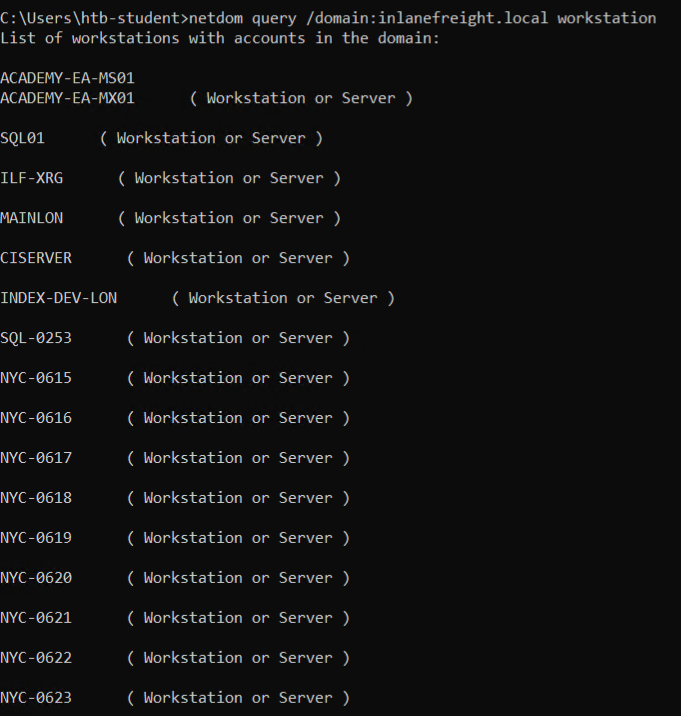 C:\Users\htb-student>netdom query /domain:inlanefreight.local workstation
List of workstations with accounts in the domain:
ACADEMY-EA-MS01
ACADEMY-EA-MX01      ( Workstation or Server )
SQL01      ( Workstation or Server )
ILF-XRG      ( Workstation or Server )
MAINLON      ( Workstation or Server )
CISERVER      ( Workstation or Server )
INDEX-DEV-LON      ( Workstation or Server )
SQL-0253      ( Workstation or Server )
NYC-0615      ( Workstation or Server )
NYC-0616      ( Workstation or Server )
NYC-0617      ( Workstation or Server )
NYC-0618      ( Workstation or Server )
NYC-0619      ( Workstation or Server )
NYC-0620      ( Workstation or Server )
NYC-0621      ( Workstation or Server )
NYC-0622      ( Workstation or Server )
NYC-0623      ( Workstation or Server )